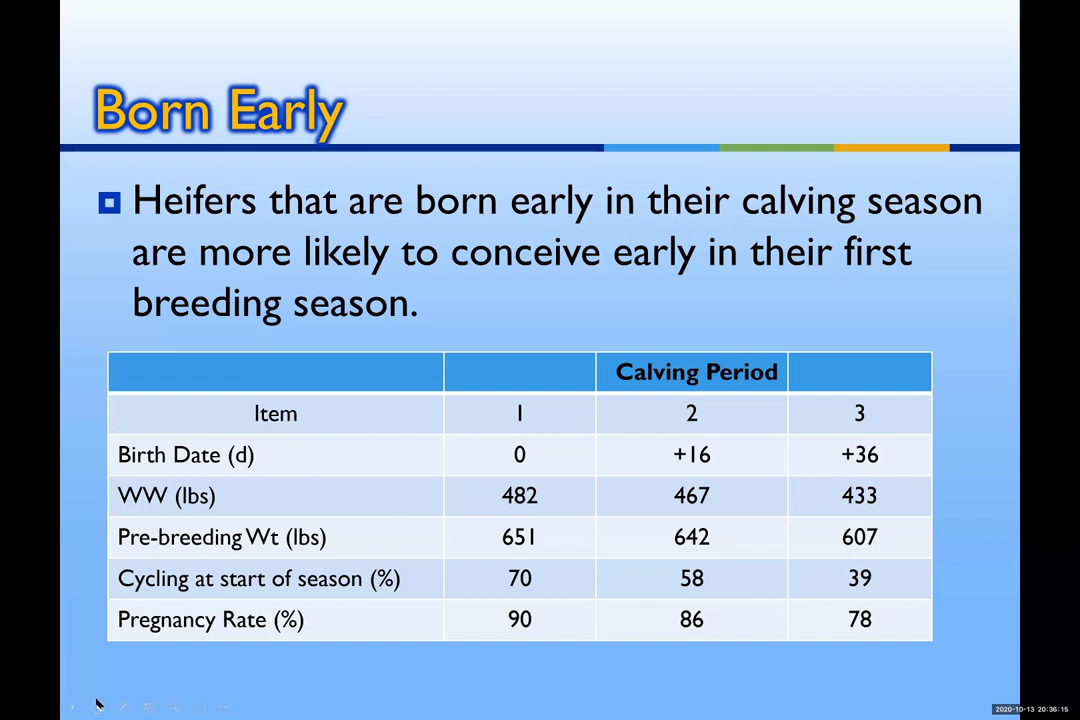 Born Early
Heifers that are born early in their calving season
are more likely to conceive early in their first
breeding season.
Calving Period
Item 1 2 3
Birth Date (d) 0 +16 +36
WW (lbs) 482 467 433
Pre-breeding Wt (lbs) 651 642 607
Cycling at start of season (%) 70 58 39
Pregnancy Rate (%) 90 86 78
2020-10-13 20:36:15